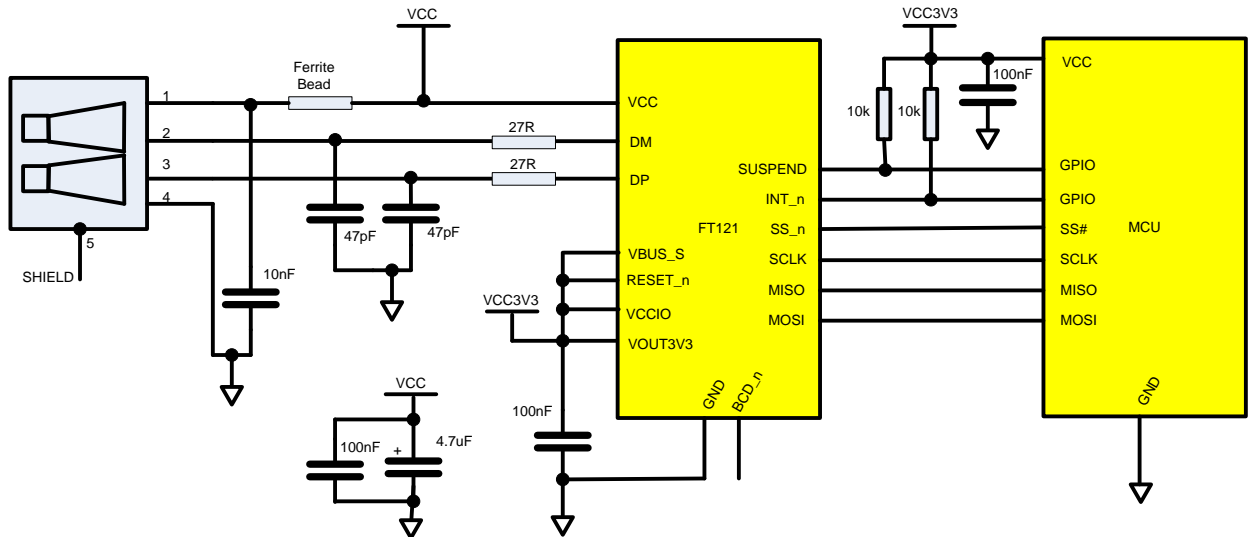 VCC
VCC3V3
Ferrite
Bead
1
2
3
4
5
SHIELD
27R
27R
47pF
47pF
10nF
VCC
DM
DP
VBUS_S
RESET_n
VCCIO
VOUT3V3
FT121
SUSPEND
INT_n
SS_n
SCLK
MISO
MOSI
GND
BCD_n
10k
10k
100nF
VCC
GPIO
GPIO
SS#
MCU
SCLK
MISO
MOSI
GND
VCC3V3
100nF
VCC
100nF
+
4.7uF